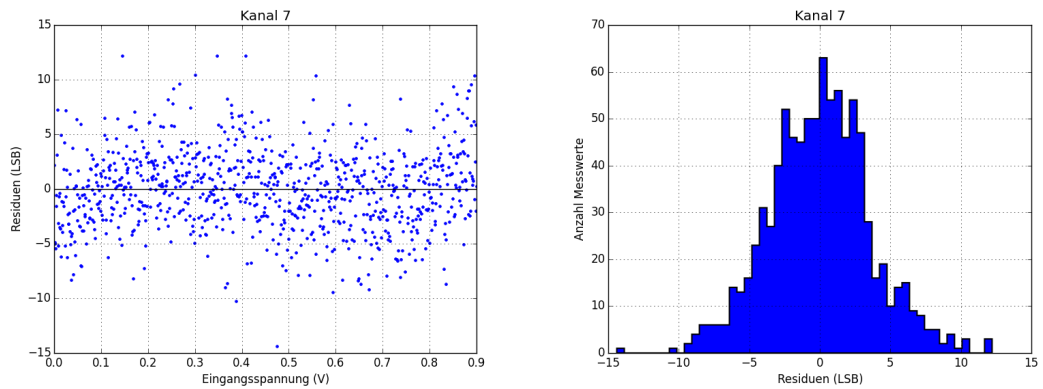 Kanal 7
15
10
5
0
−5
−10
−15
0.0 0.1 0.2 0.3 0.4 0.5 0.6 0.7 0.8 0.9
Residuen (LSB)
Eingangsspannung (V)
Kanal 7
70
60
50
40
30
20
10
0
−15 −10 −5 0 5 10 15
Anzahl Messwerte
Residuen (LSB)